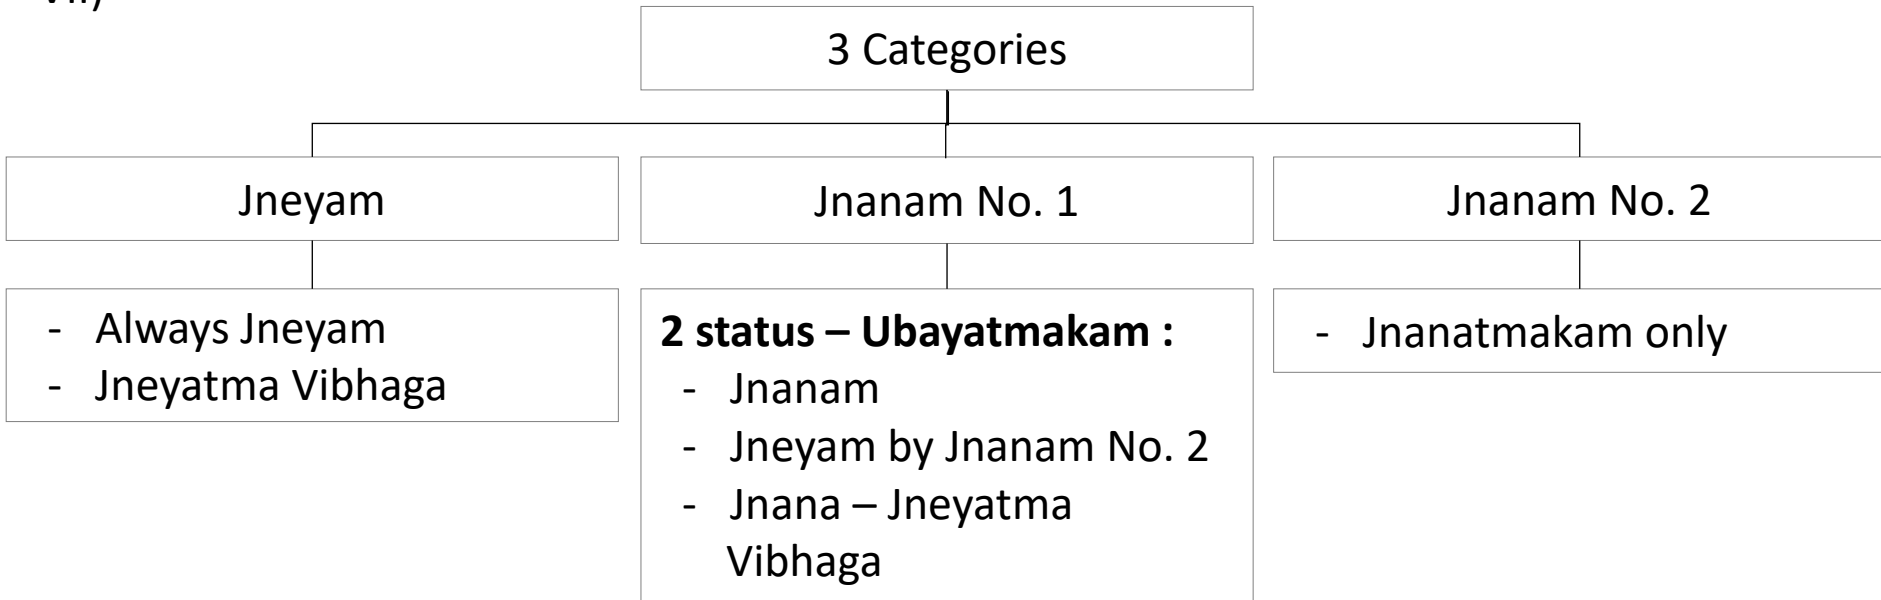 VII)
3 Categories
Jneyam
Jnanam No. 1
Jnanam No. 2
- Always Jneyam
- Jneyatma Vibhaga
2 status – Ubayatmakam :
- Jnanam
- Jneyam by Jnanam No. 2
- Jnana – Jneyatma
Vibhaga
- Jnanatmakam only